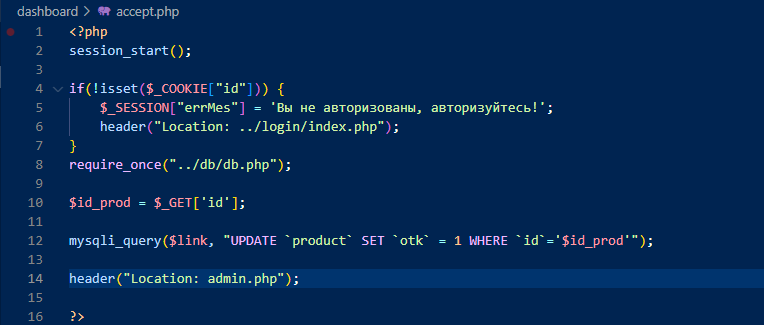 dashboard > accept.php
1 <?php
2 session_start();
3
4 if(!isset($_COOKIE["id"])) {
5 $_SESSION["errMes"] = 'Вы не авторизованы, авторизуйтесь!';
6 header("Location: ../login/index.php");
7 }
8 require_once("../db/db.php");
9
10 $id_prod = $_GET['id'];
11
12 mysqli_query($link, "UPDATE `product` SET `otk` = 1 WHERE `id`='$id_prod'");
13
14 header("Location: admin.php");
15
16 ?>